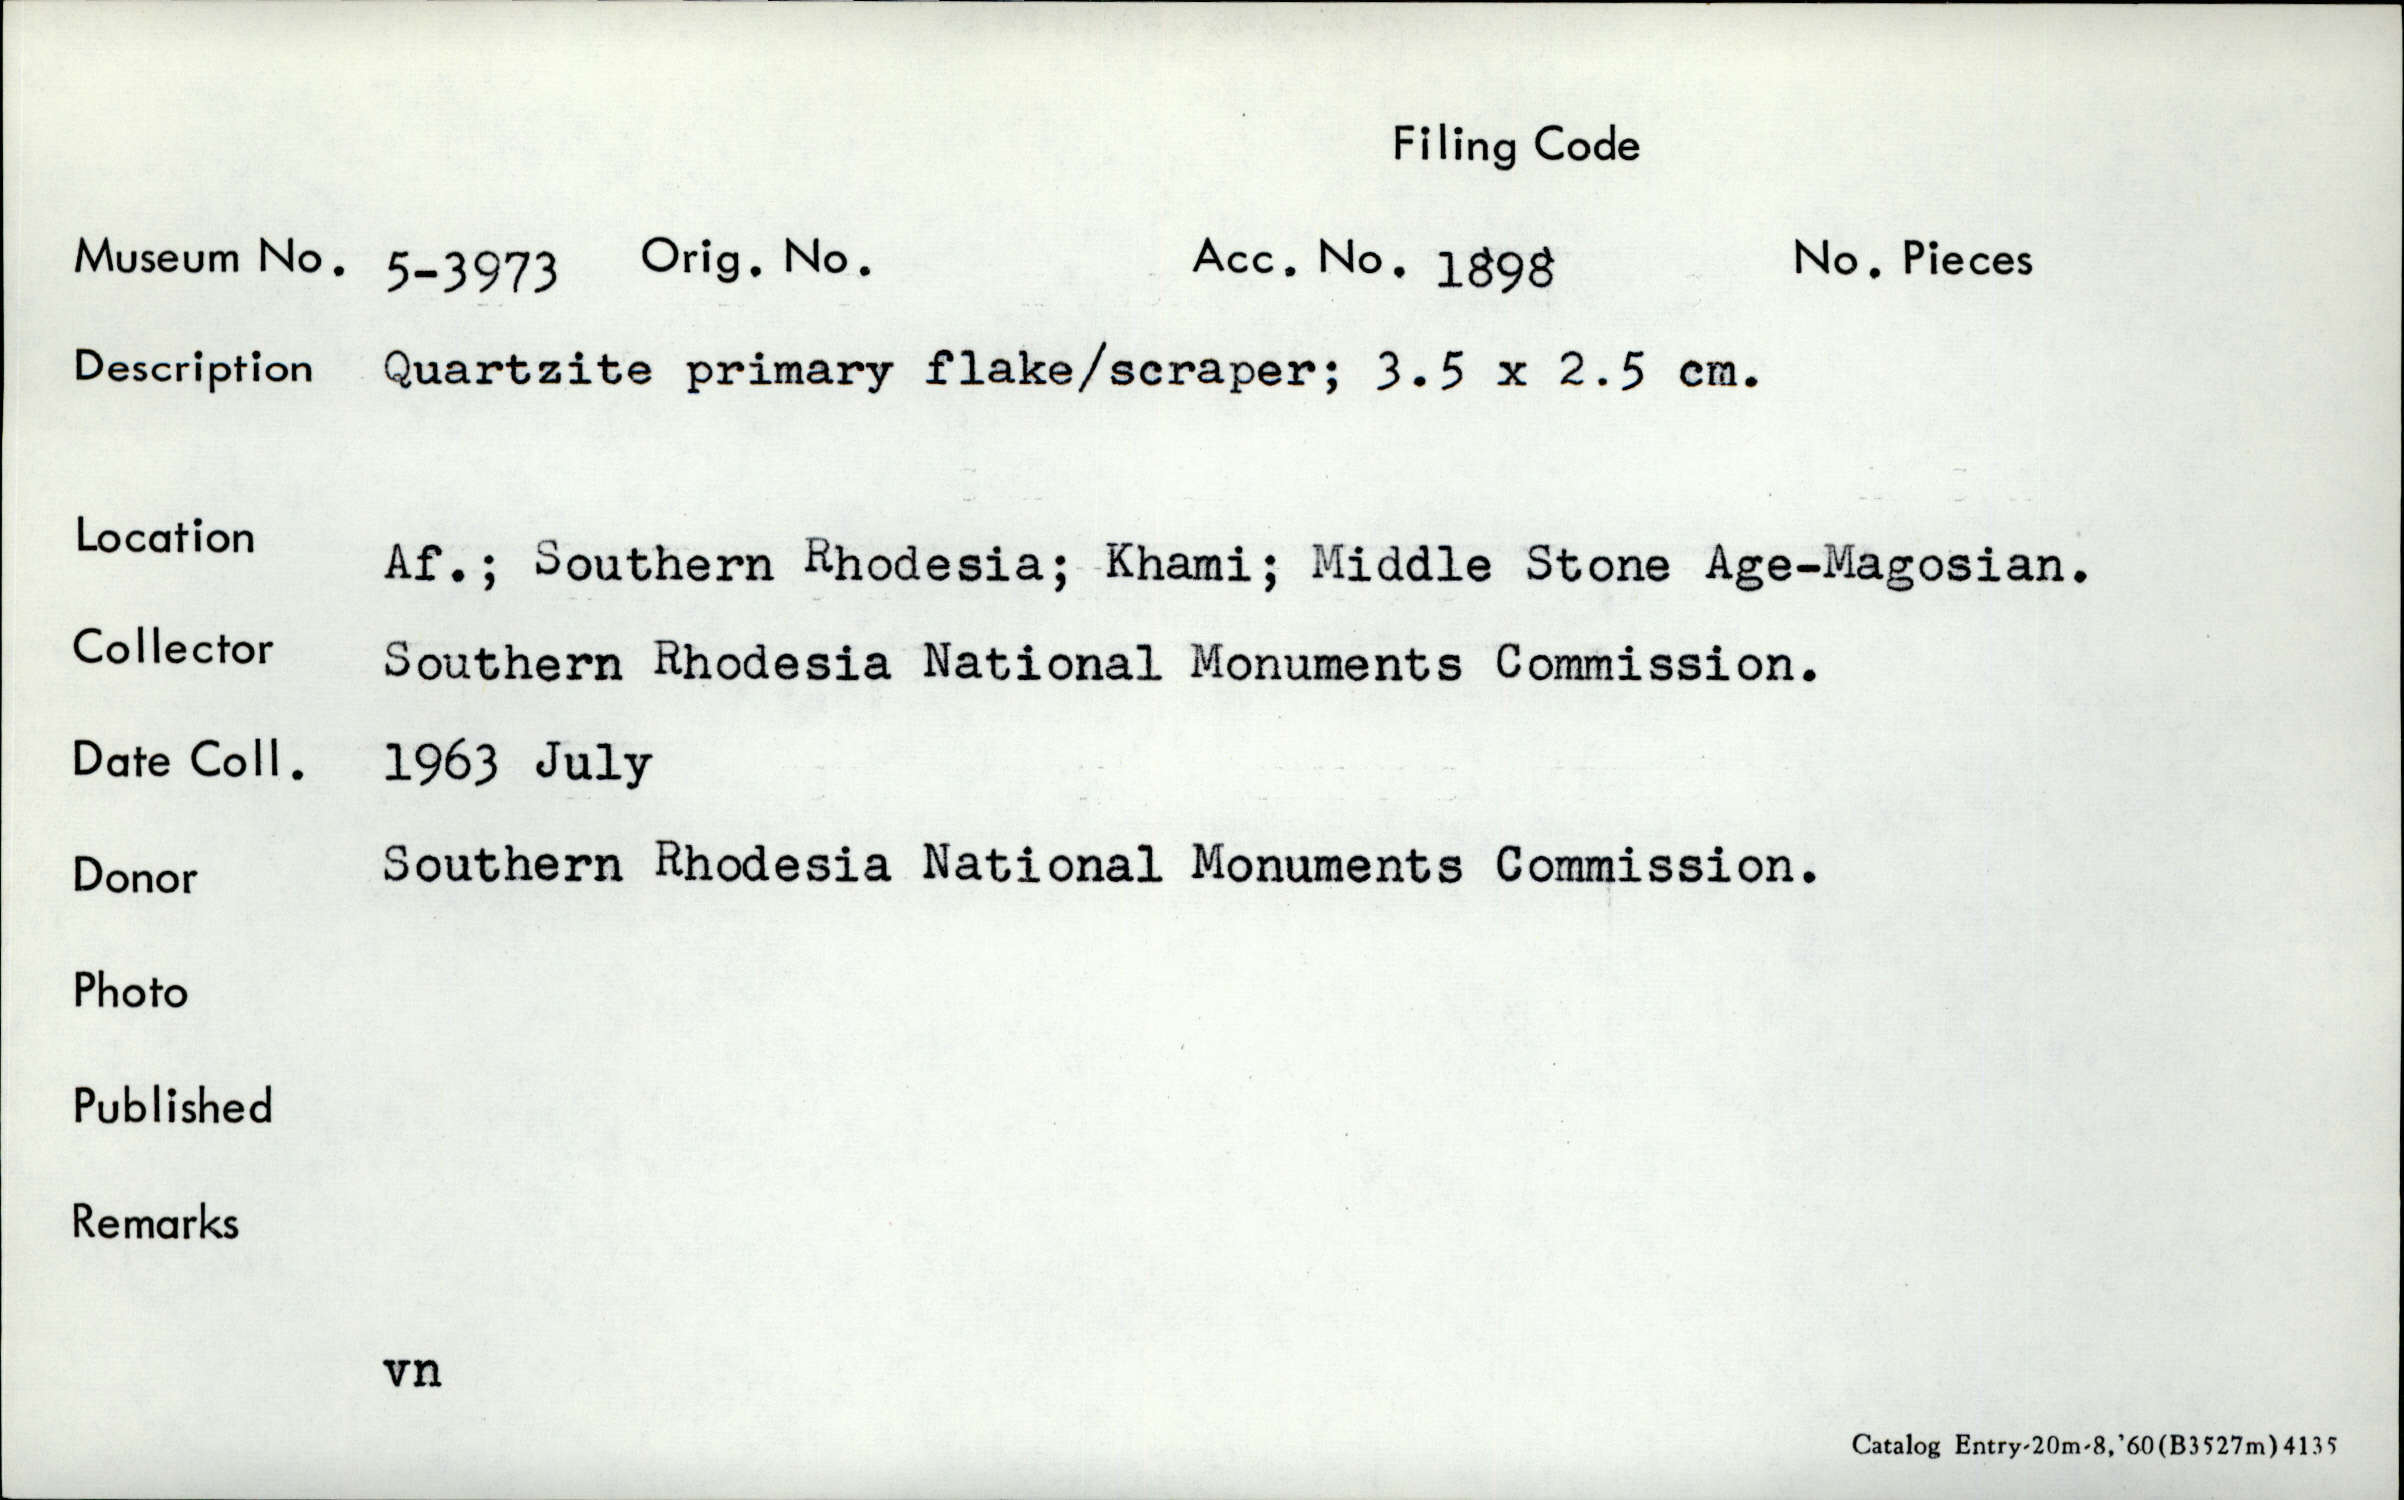 Filing Code
Museum No. 5-3973 Orig. No. Acc. No. 1898 No. Pieces
Description Quartzite primary flake/scraper; 3.5 x 2.5 cm.
Location Af.; Southern Rhodesia; Khami; Middle Stone Age-Magosian.
Collector Southern Rhodesia National Monuments Commission.
Date Coll. 1963 July
Donor Southern Rhodesia National Monuments Commission.
Photo
Published
Remarks
vn
Catalog Entry-20m-8,'60(B3527m)4135